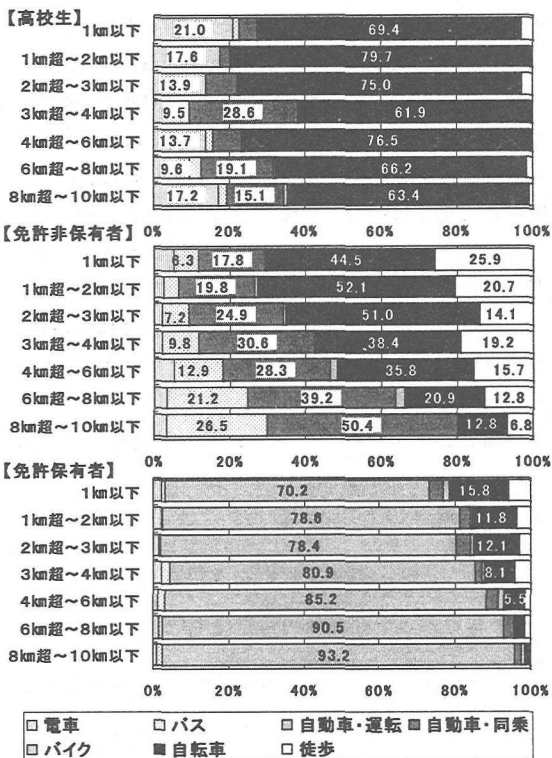 【高校生】
1km以下 21.0 69.4
1km超～2km以下 17.6 79.7
2km超～3km以下 13.9 75.0
3km超～4km以下 9.5 28.6 61.9
4km超～6km以下 13.7 76.5
6km超～8km以下 9.6 19.1 66.2
8km超～10km以下 17.2 15.1 63.4
0% 20% 40% 60% 80% 100%
【免許非保有者】
1km以下 6.3 17.8 44.5 25.9
1km超～2km以下 19.8 52.1 20.7
2km超～3km以下 7.2 24.9 51.0 14.1
3km超～4km以下 9.8 30.6 38.4 19.2
4km超～6km以下 12.9 28.3 35.8 15.7
6km超～8km以下 21.2 39.2 20.9 12.8
8km超～10km以下 26.5 50.4 12.8 6.8
0% 20% 40% 60% 80% 100%
【免許保有者】
1km以下 70.2 15.8
1km超～2km以下 78.6 11.8
2km超～3km以下 78.4 12.1
3km超～4km以下 80.9 8.1
4km超～6km以下 85.2 5.5
6km超～8km以下 90.5
8km超～10km以下 93.2
0% 20% 40% 60% 80% 100%
電車 バス 自動車・運転 自動車・同乗
バイク 自転車 徒歩